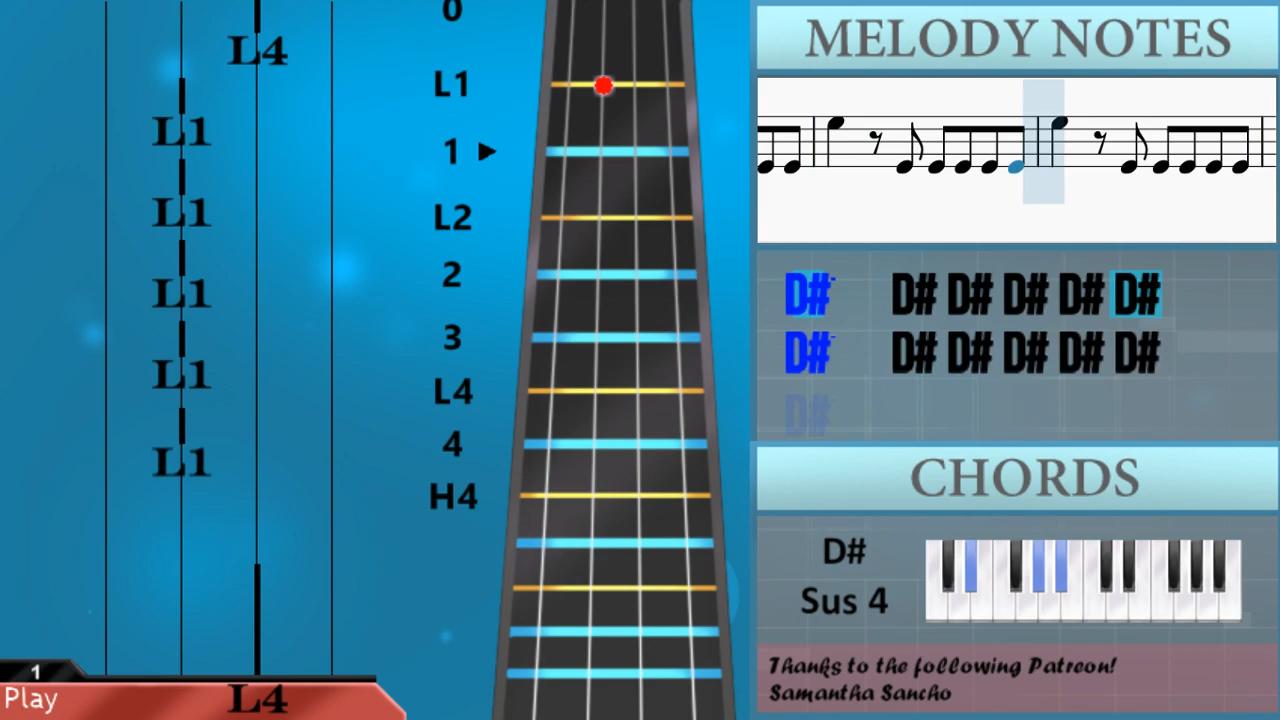 L4
L1
L1
L1
L1
L1
1
Play
L4
0
L1
1
L2
2
3
L4
4
H4
MELODY NOTES
D#- D# D# D# D# D#
D#- D# D# D# D# D#
D#
CHORDS
D#
Sus 4
Thanks to the following Patreon!
Samantha Sancho